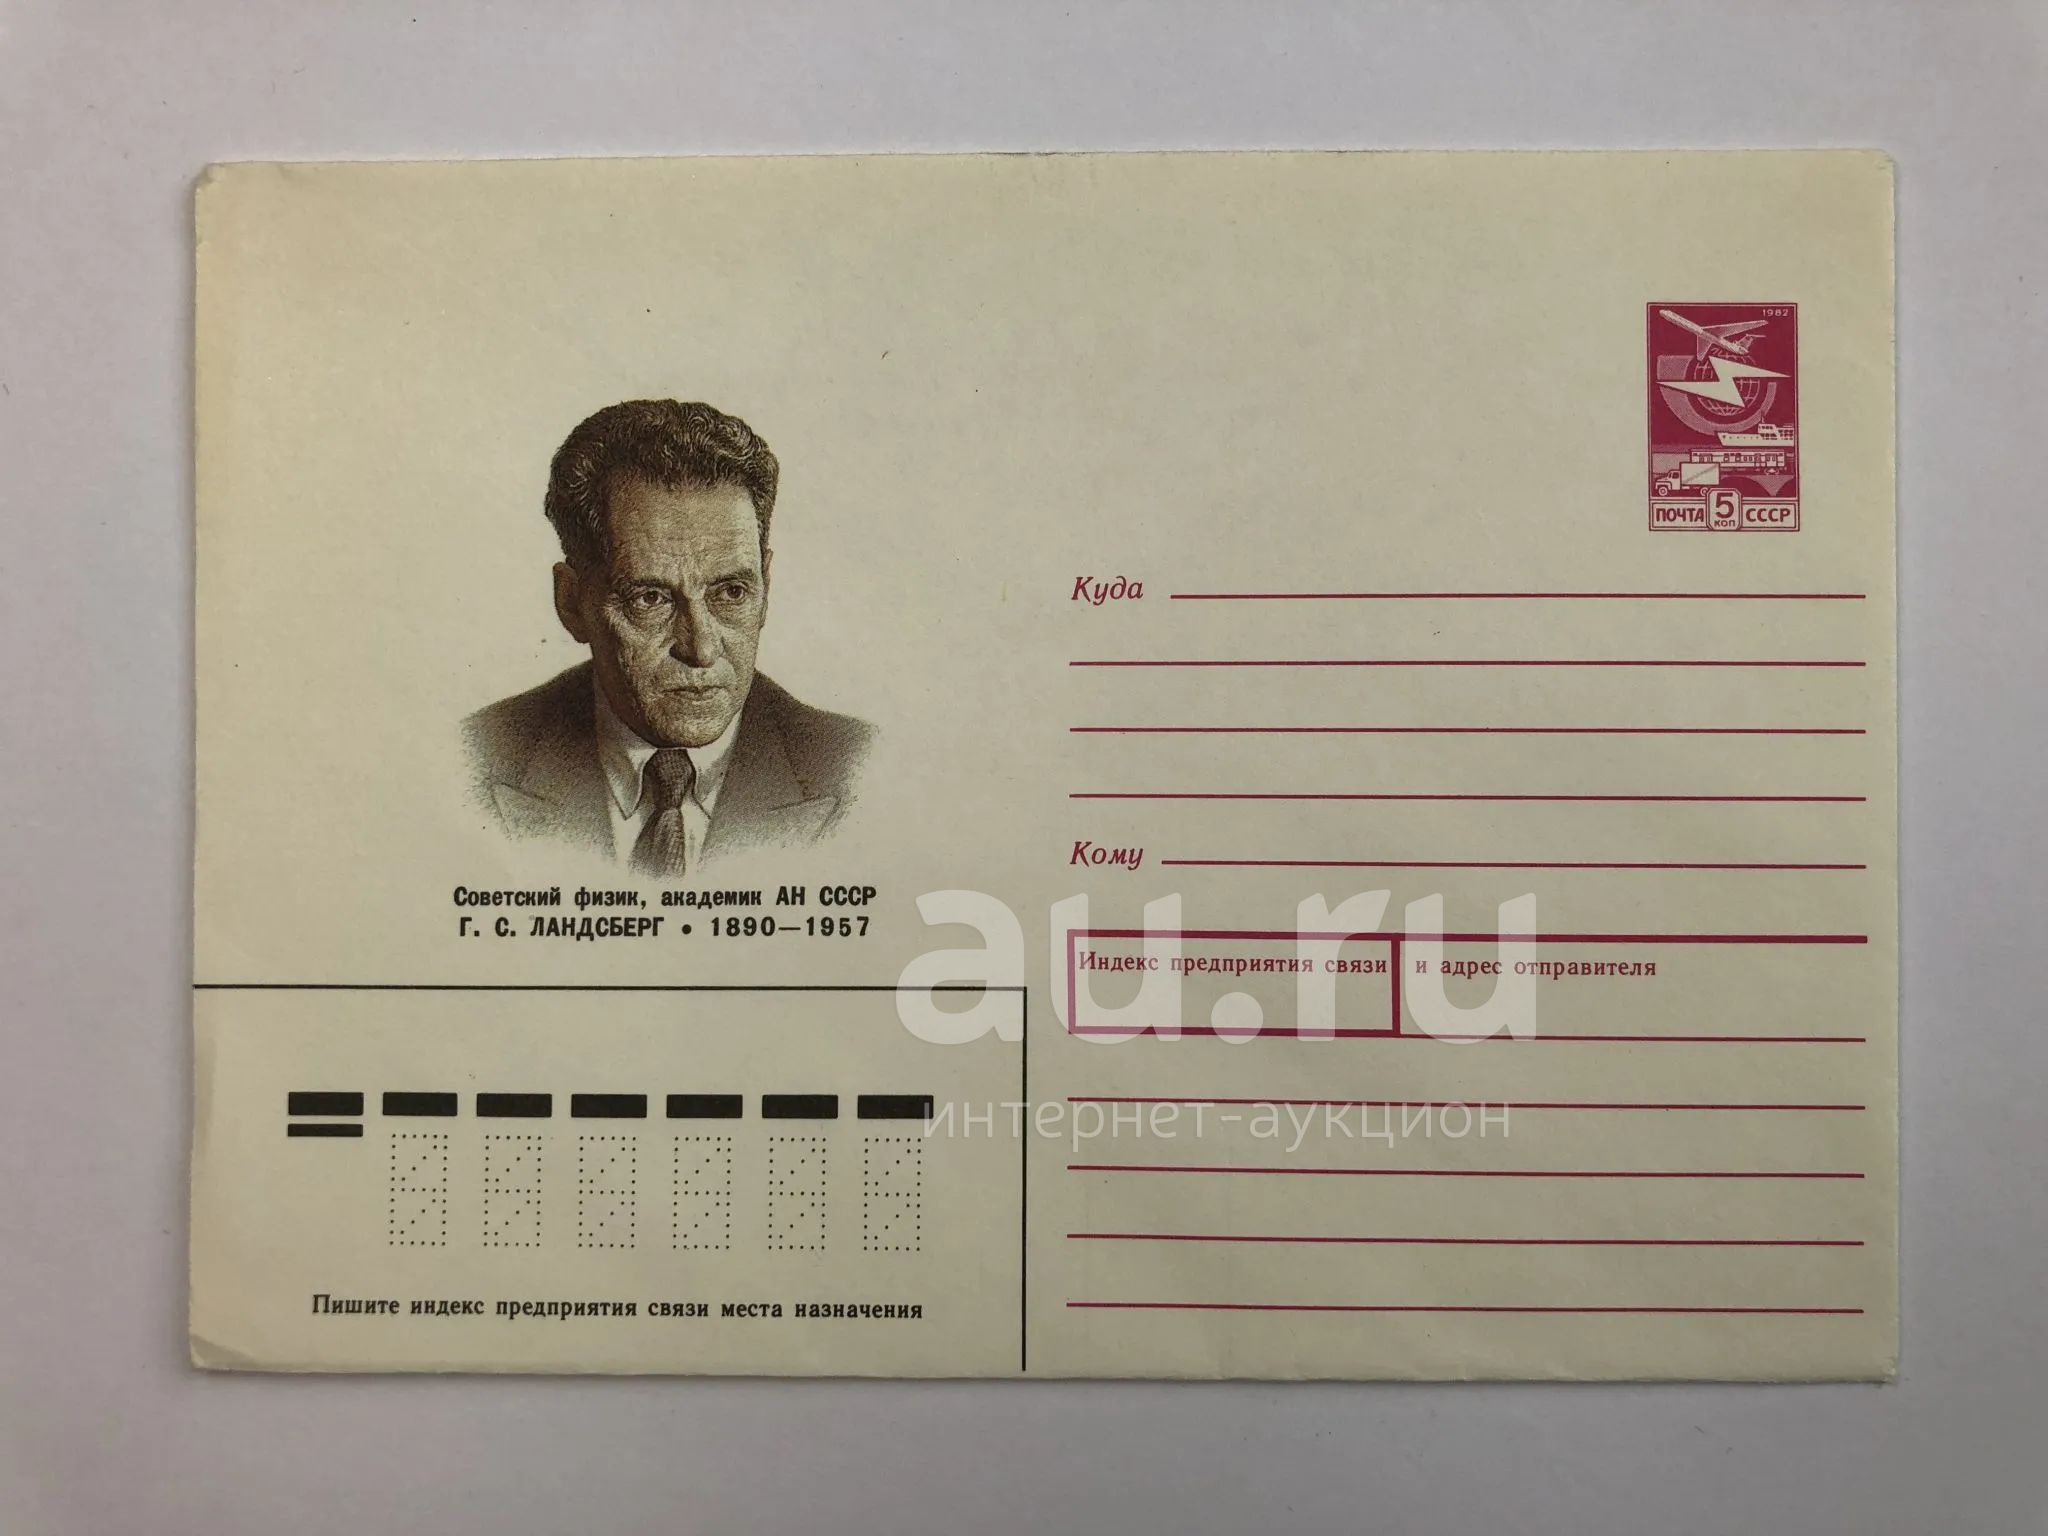 1982
ПОЧТА 5 КОП СССР
Советский физик, академик АН СССР
Г. С. ЛАНДСБЕРГ • 1890—1957
Куда
Кому
Индекс предприятия связи и адрес отправителя
Пишите индекс предприятия связи места назначения
au.ru
интернет-аукцион